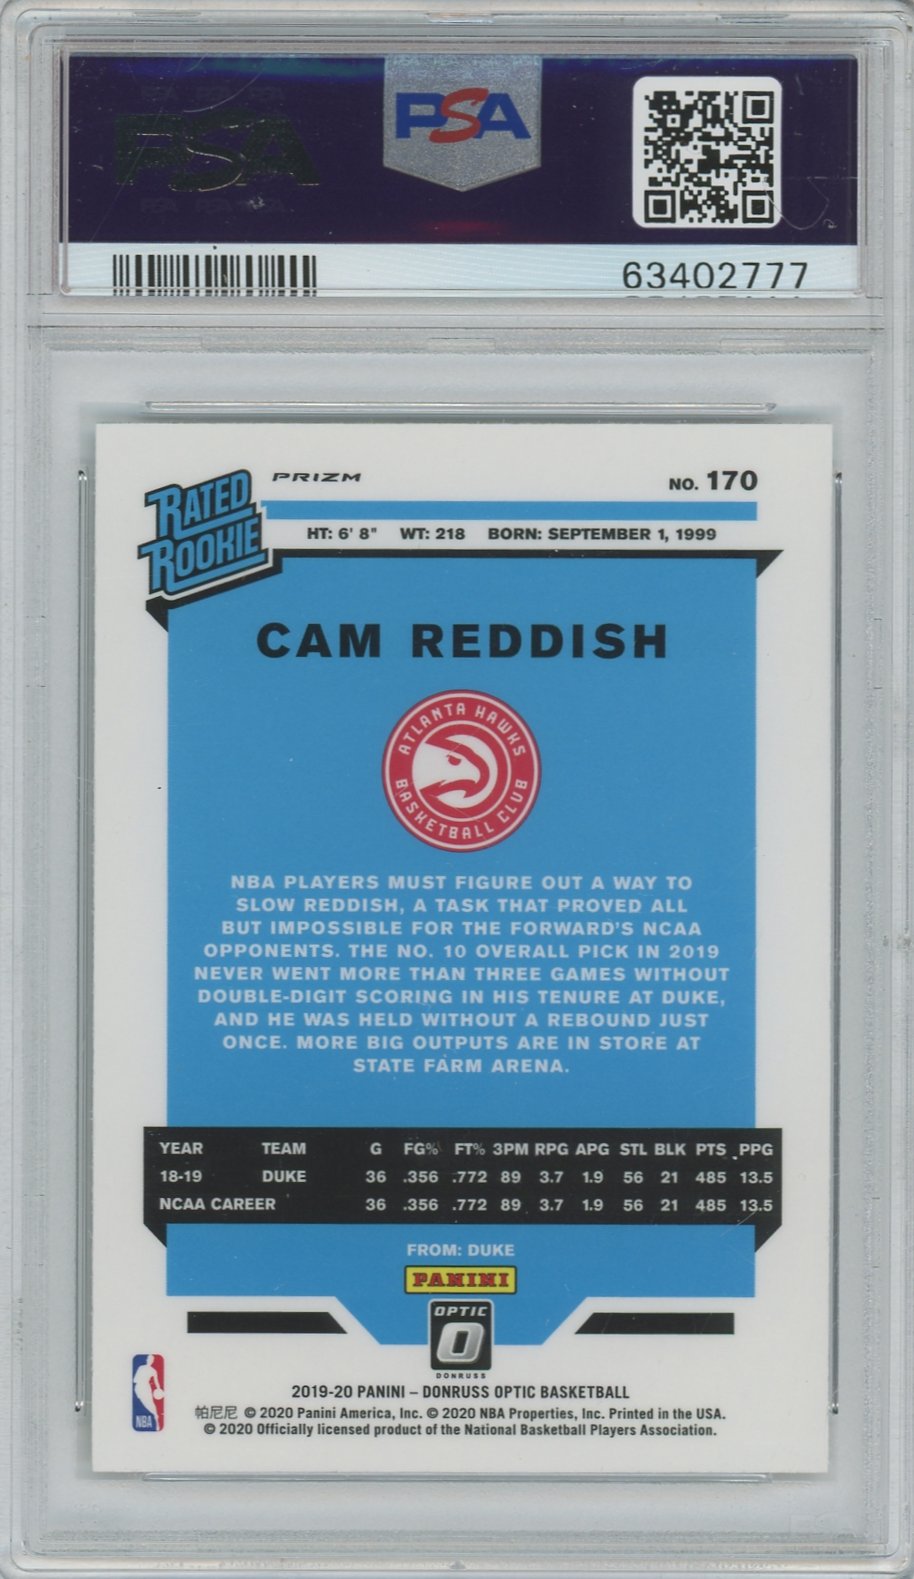 PSA
PSA
63402777
RATED
ROOKIE
PRIZM
NO. 170
HT: 6' 8" WT: 218 BORN: SEPTEMBER 1, 1999
CAM REDDISH
ATLANTA HAWKS
BASKETBALL CLUB
NBA PLAYERS MUST FIGURE OUT A WAY TO
SLOW REDDISH, A TASK THAT PROVED ALL
BUT IMPOSSIBLE FOR THE FORWARD'S NCAA
OPPONENTS. THE NO. 10 OVERALL PICK IN 2019
NEVER WENT MORE THAN THREE GAMES WITHOUT
DOUBLE-DIGIT SCORING IN HIS TENURE AT DUKE,
AND HE WAS HELD WITHOUT A REBOUND JUST
ONCE. MORE BIG OUTPUTS ARE IN STORE AT
STATE FARM ARENA.
YEAR TEAM G FG% FT% 3PM RPG APG STL BLK PTS PPG
18-19 DUKE 36 .356 .772 89 3.7 1.9 56 21 485 13.5
NCAA CAREER 36 .356 .772 89 3.7 1.9 56 21 485 13.5
FROM: DUKE
PANINI
OPTIC
O
DONRUSS
NBA
2019-20 PANINI – DONRUSS OPTIC BASKETBALL
帕尼尼 © 2020 Panini America, Inc. © 2020 NBA Properties, Inc. Printed in the USA.
© 2020 Officially licensed product of the National Basketball Players Association.